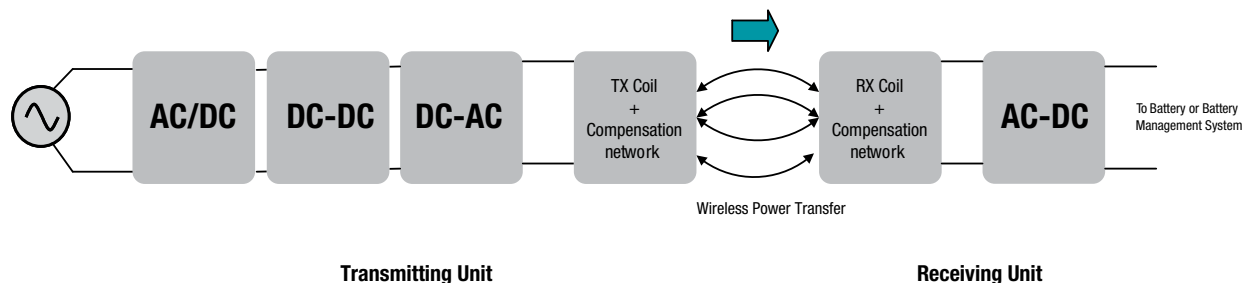 AC/DC
DC-DC
DC-AC
TX Coil
+
Compensation
network
RX Coil
+
Compensation
network
AC-DC
To Battery or Battery
Management System
Wireless Power Transfer
Transmitting Unit
Receiving Unit